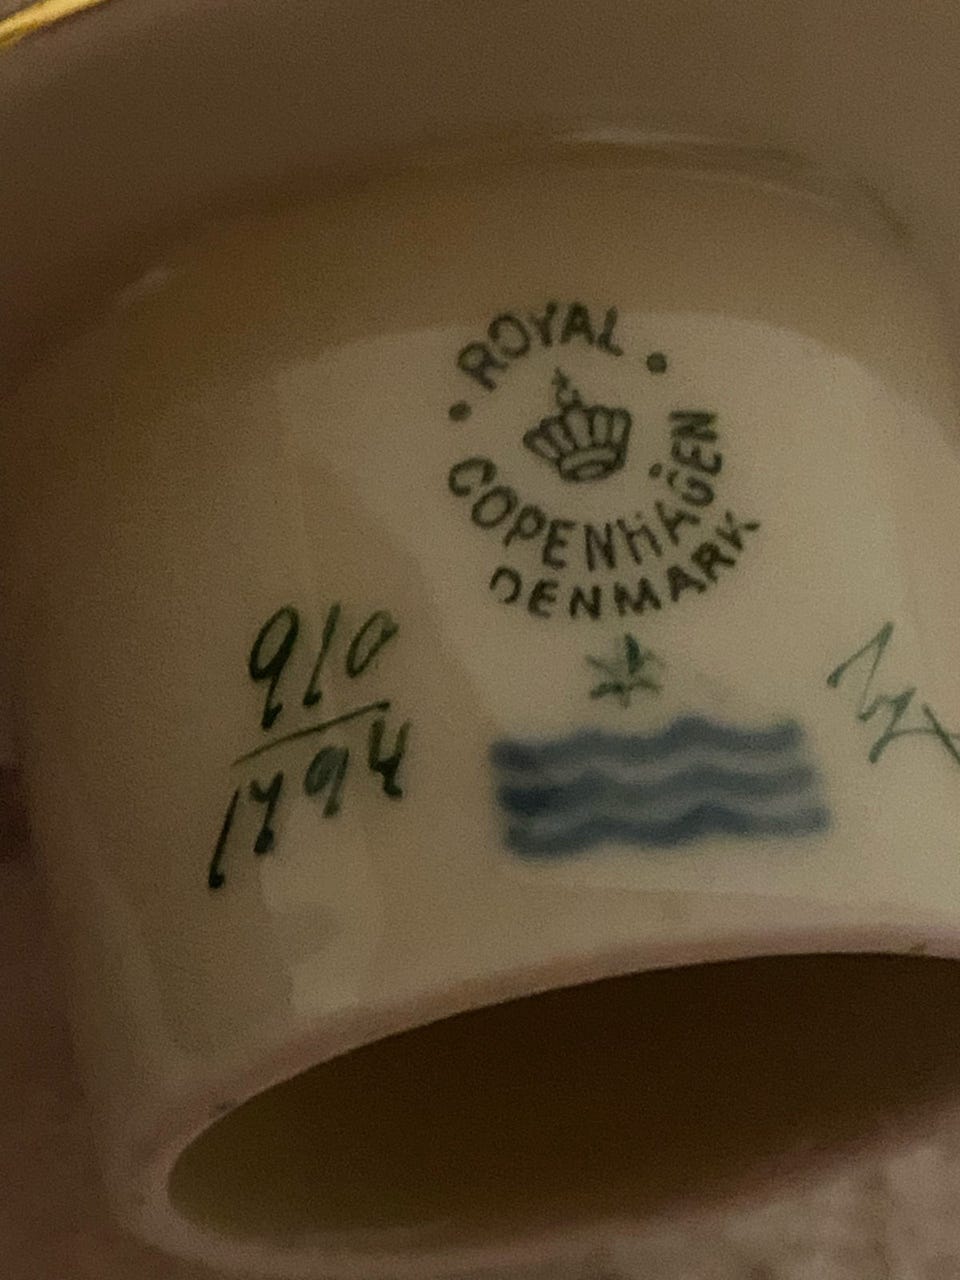 ROYAL
COPENHAGEN
DENMARK
910
1794